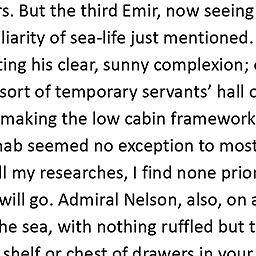 rs. But the third Emir, now seeing
liarity of sea-life just mentioned.
ting his clear, sunny complexion;
sort of temporary servants’ hall
making the low cabin framework
hab seemed no exception to most
ll my researches, I find none prior
will go. Admiral Nelson, also, on a
he sea, with nothing ruffled but t
shelf or chest of drawers in your